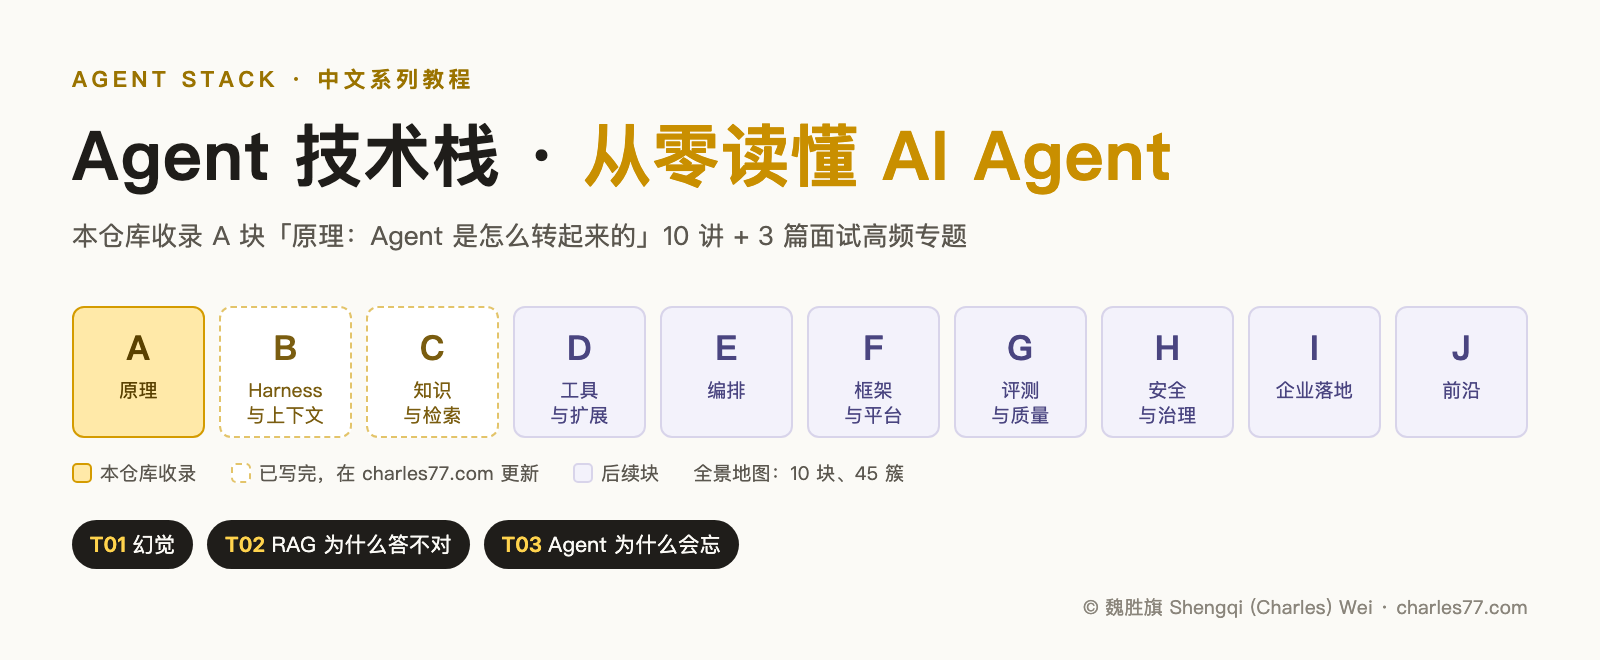 AGENT STACK · 中文系列教程
Agent 技术栈 · 从零读懂 AI Agent
本仓库收录 A 块「原理：Agent 是怎么转起来的」10 讲 + 3 篇面试高频专题
A
原理
B
Harness
与上下文
C
知识
与检索
D
工具
与扩展
E
编排
F
框架
与平台
G
评测
与质量
H
安全
与治理
I
企业落地
J
前沿
本仓库收录 已写完，在 charles77.com 更新 后续块 全景地图：10 块、45 簇
T01 幻觉 T02 RAG 为什么答不对 T03 Agent 为什么会忘
© 魏胜旗 Shengqi (Charles) Wei · charles77.com